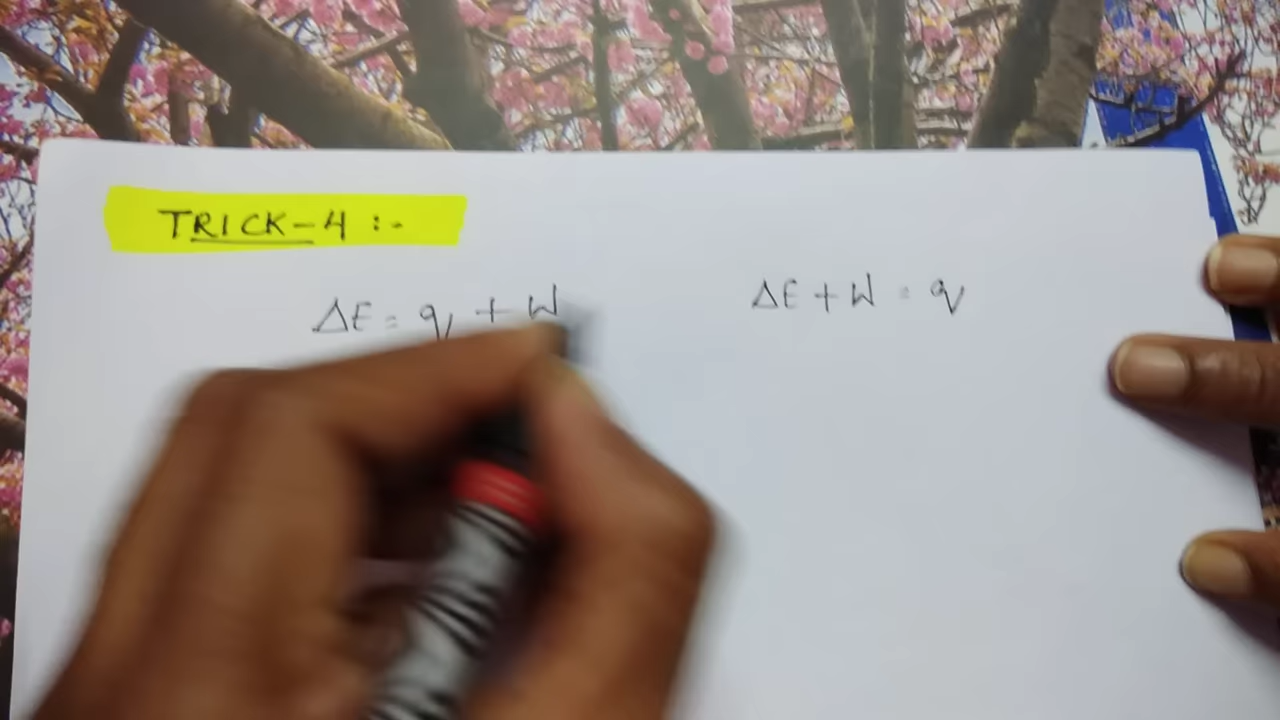 TRICK-4 :-
ΔE = q + W
ΔE + W = q